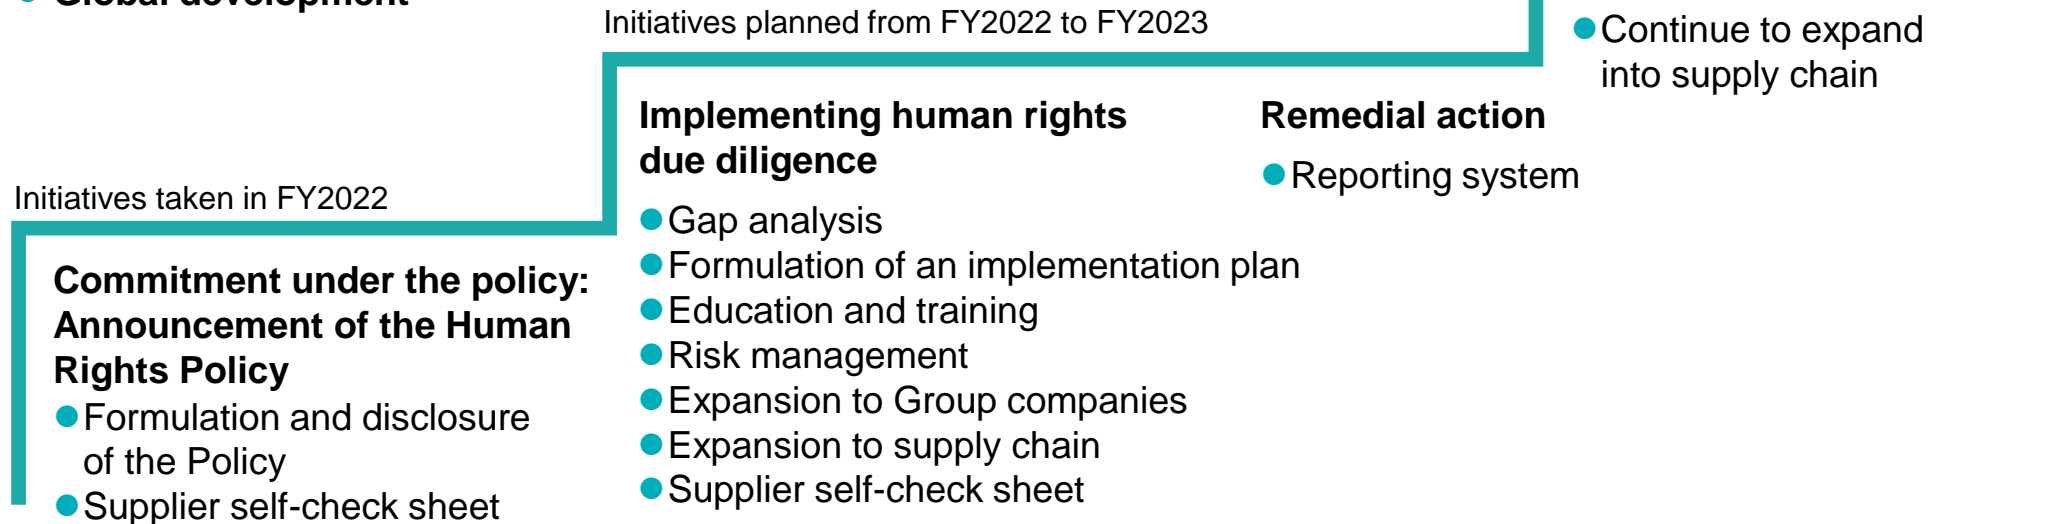 Global development
Initiatives planned from FY2022 to FY2023
Continue to expand
into supply chain
Implementing human rights
due diligence
Remedial action
Reporting system
Initiatives taken in FY2022
Gap analysis
Formulation of an implementation plan
Education and training
Risk management
Expansion to Group companies
Expansion to supply chain
Supplier self-check sheet
Commitment under the policy:
Announcement of the Human
Rights Policy
Formulation and disclosure
of the Policy
Supplier self-check sheet